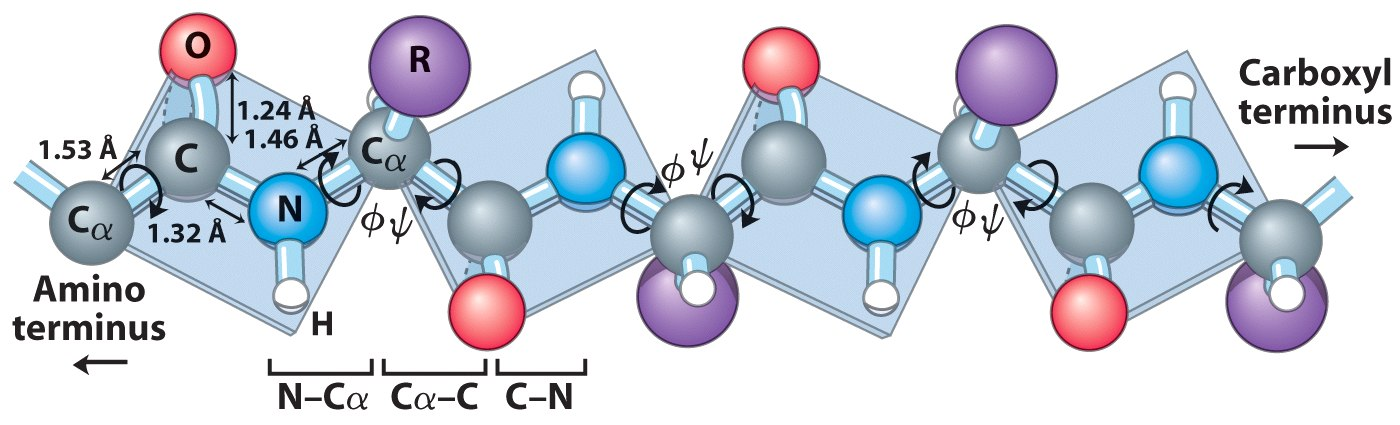 O
R
1.24 Å
1.46 Å
1.53 Å
C
Cα
N
Cα
1.32 Å
ϕ ψ
ϕ ψ
ϕ ψ
H
Amino
terminus
Carboxyl
terminus
N–Cα
Cα–C
C–N